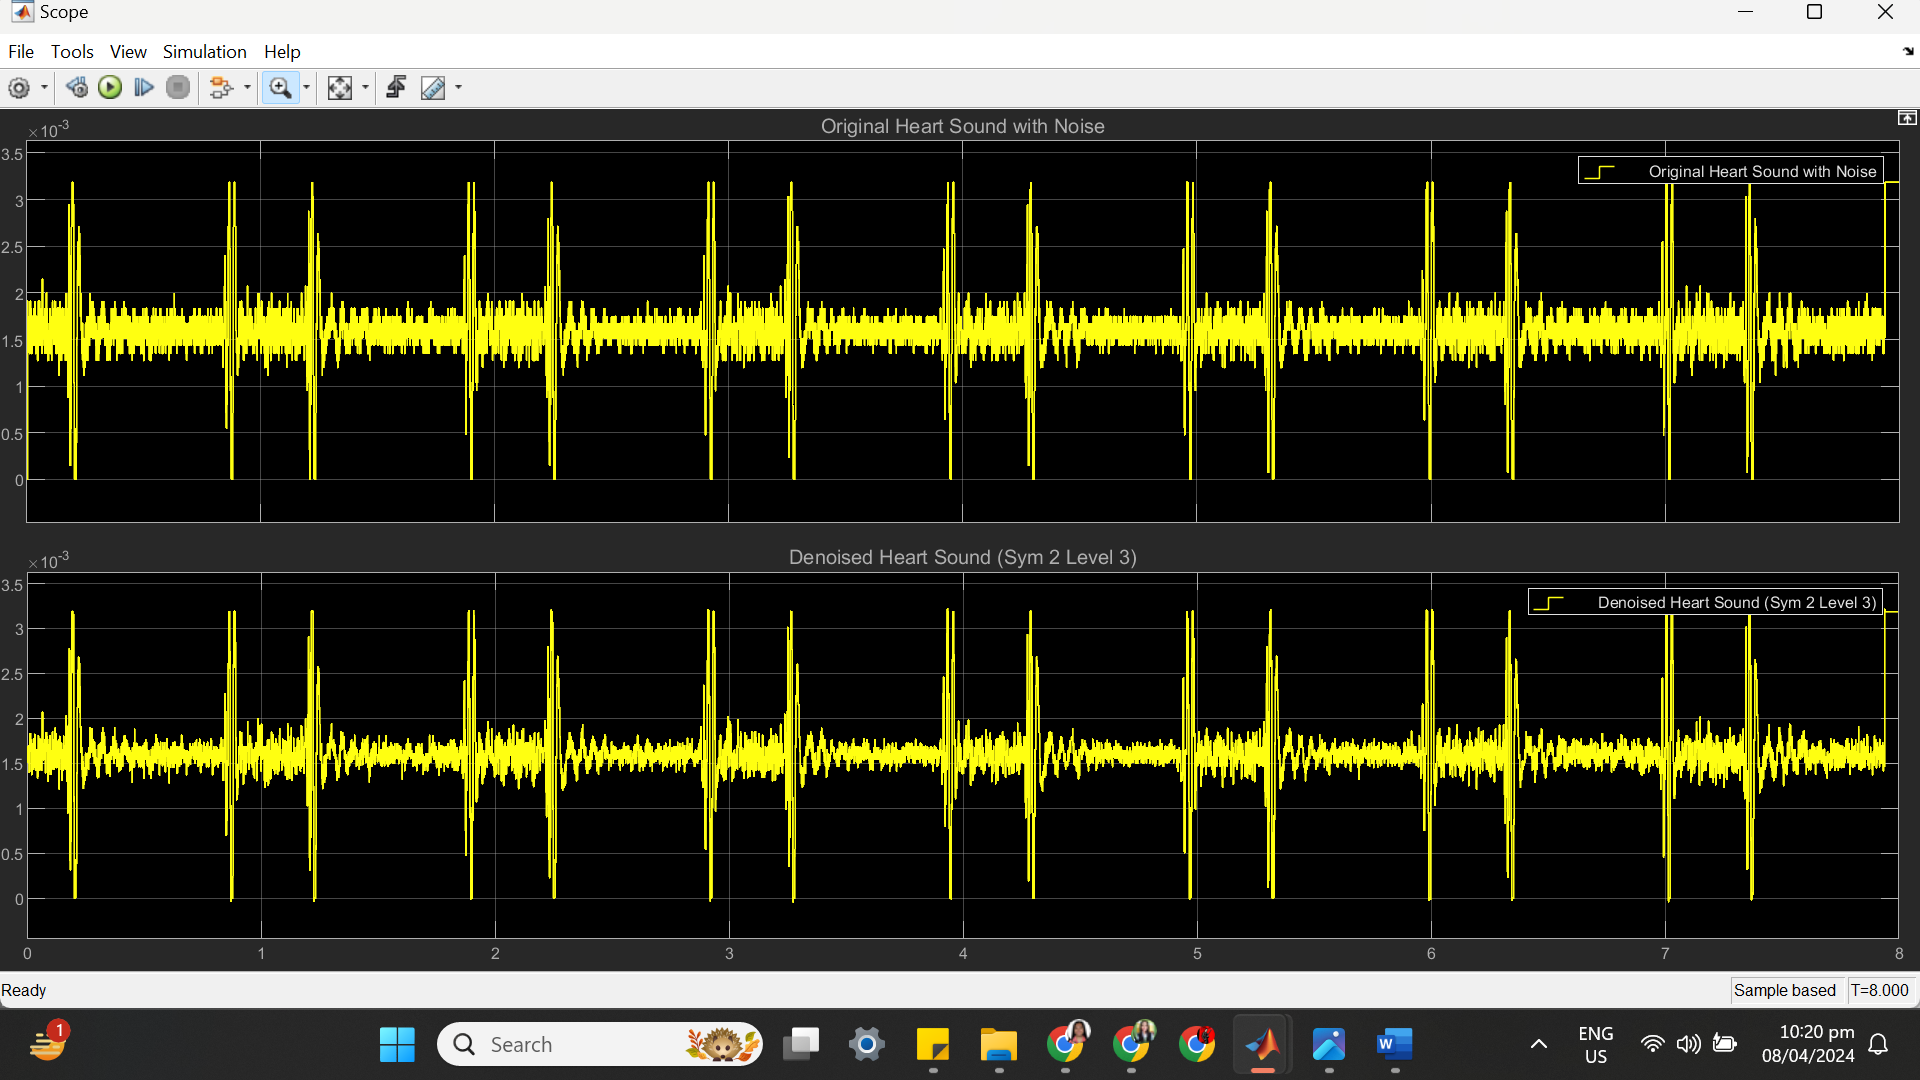 Scope
File Tools View Simulation Help
×10-3
Original Heart Sound with Noise
Original Heart Sound with Noise
3.5
3
2.5
2
1.5
1
0.5
0
×10-3
Denoised Heart Sound (Sym 2 Level 3)
Denoised Heart Sound (Sym 2 Level 3)
3.5
3
2.5
2
1.5
1
0.5
0
0 1 2 3 4 5 6 7 8
Ready
Sample based T=8.000
1
Search
W
ENG
US
10:20 pm
08/04/2024